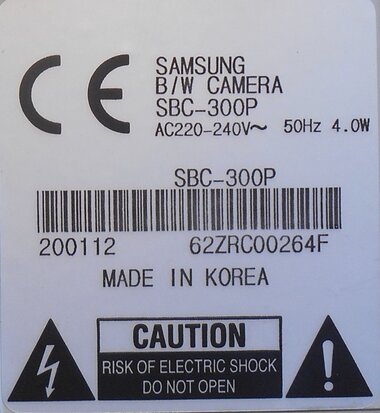 CE
SAMSUNG
B/W CAMERA
SBC-300P
AC220-240V~ 50Hz 4.0W
SBC-300P
200112 62ZRC00264F
MADE IN KOREA
CAUTION
RISK OF ELECTRIC SHOCK
DO NOT OPEN
!